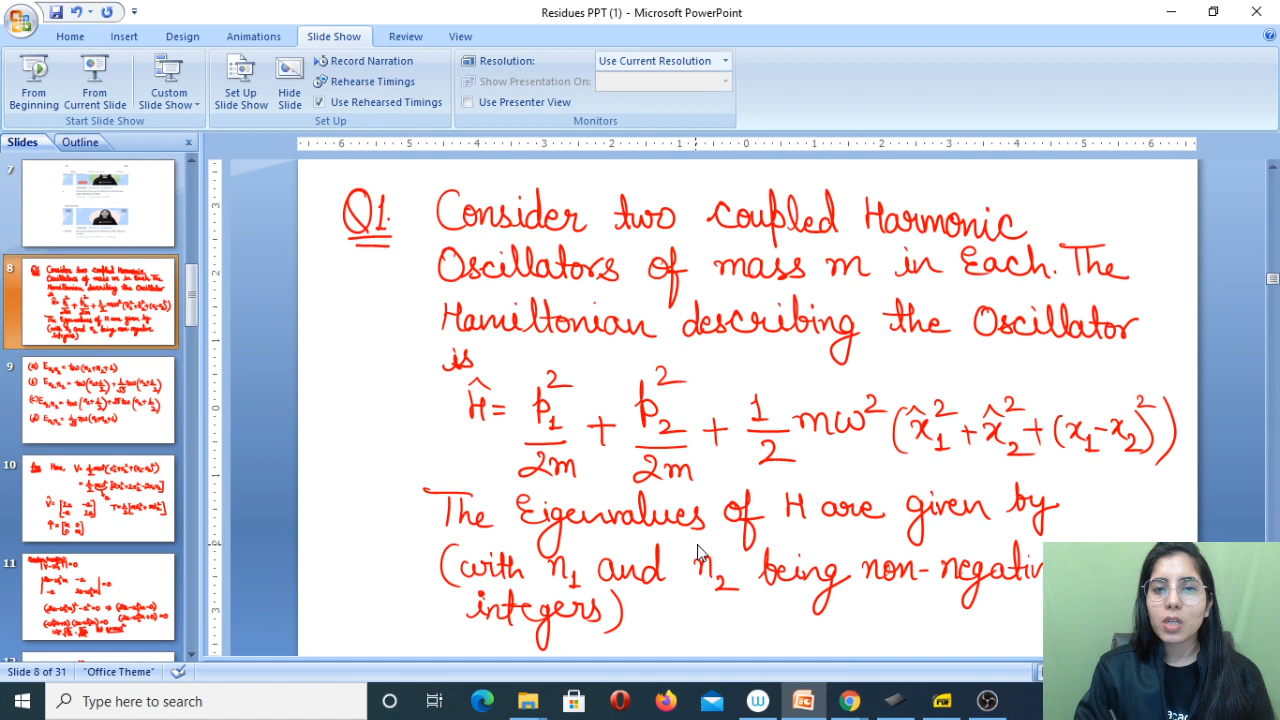 Residues PPT (1) - Microsoft PowerPoint
Home Insert Design Animations Slide Show Review View
From Beginning
From Current Slide
Custom Slide Show
Start Slide Show
Set Up Slide Show
Hide Slide
Record Narration
Rehearse Timings
Use Rehearsed Timings
Set Up
Resolution: Use Current Resolution
Show Presentation On:
Use Presenter View
Monitors
Slides Outline
7
8
9
10
11
Q1. Consider two coupled Harmonic
Oscillators of mass m in Each. The
Hamiltonian describing the Oscillator
is
Ĥ = p₁²/2m + p₂²/2m + 1/2 mω² (x̂₁² + x̂₂² + (x₁-x₂)²)
The Eigenvalues of H are given by
(with n₁ and n₂ being non-negati
integers)
Slide 8 of 31 "Office Theme"
Type here to search